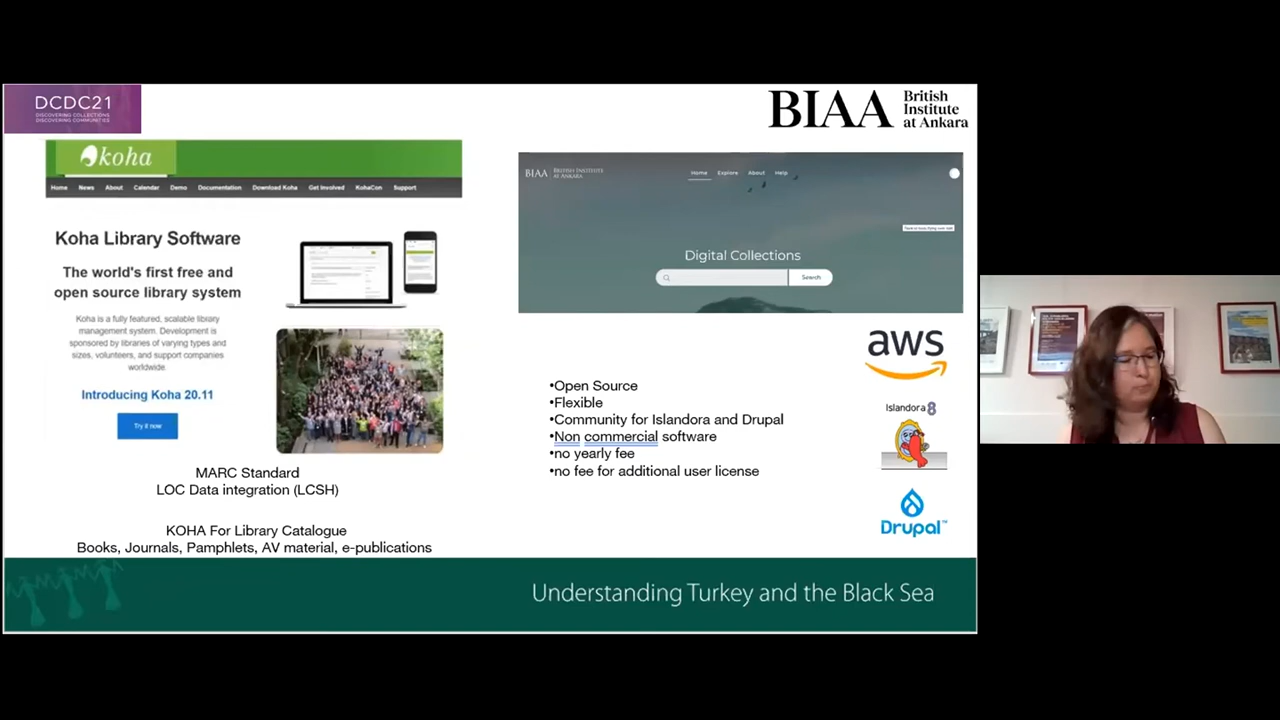 DCDC21
DISCOVERING COLLECTIONS
DISCOVERING COMMUNITIES
BIAA
British
Institute
at Ankara
koha
Home News About Calendar Demo Documentation Download Koha Get Involved KohaCon Support
Koha Library Software
The world's first free and
open source library system
Koha is a fully featured, scalable library
management system. Development is
sponsored by libraries of varying types and
sizes, volunteers, and support companies
worldwide.
Introducing Koha 20.11
Try it now
MARC Standard
LOC Data integration (LCSH)
KOHA For Library Catalogue
Books, Journals, Pamphlets, AV material, e-publications
BIAA BRITISH INSTITUTE
AT ANKARA
Home Explore About Help
Digital Collections
Search
•Open Source
•Flexible
•Community for Islandora and Drupal
•Non commercial software
•no yearly fee
•no fee for additional user license
aws
Islandora 8
Drupal™
Understanding Turkey and the Black Sea